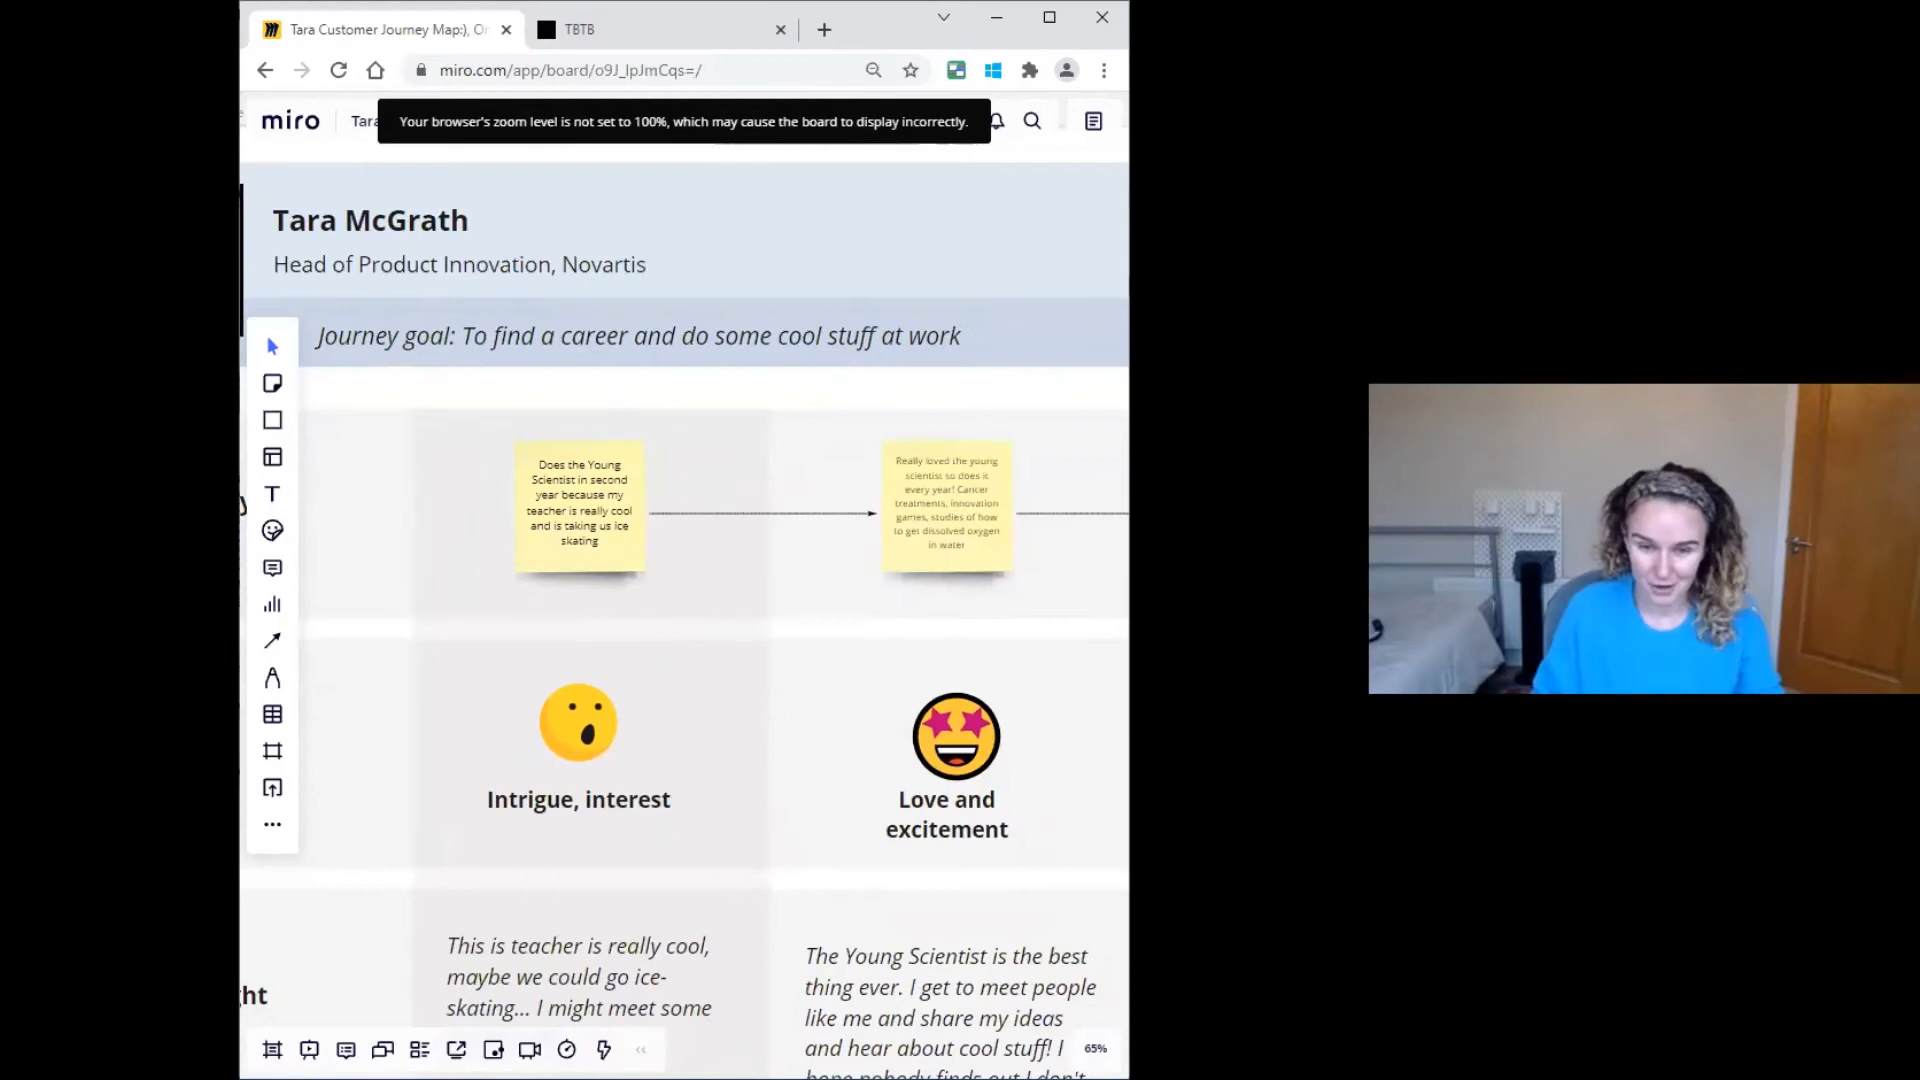 Tara Customer Journey Map:), On
TBTB
miro.com/app/board/o9J_lpJmCqs=/
miro
Tara
Your browser's zoom level is not set to 100%, which may cause the board to display incorrectly.
Tara McGrath
Head of Product Innovation, Novartis
Journey goal: To find a career and do some cool stuff at work
Does the Young
Scientist in second
year because my
teacher is really cool
and is taking us ice
skating
Really loved the young
scientist so does it
every year! Cancer
treatments, innovation
games, studies of how
to get dissolved oxygen
in water
Intrigue, interest
Love and
excitement
This is teacher is really cool,
maybe we could go ice-
skating... I might meet some
ht
The Young Scientist is the best
thing ever. I get to meet people
like me and share my ideas
and hear about cool stuff! I
hope nobody finds out I don't
65%